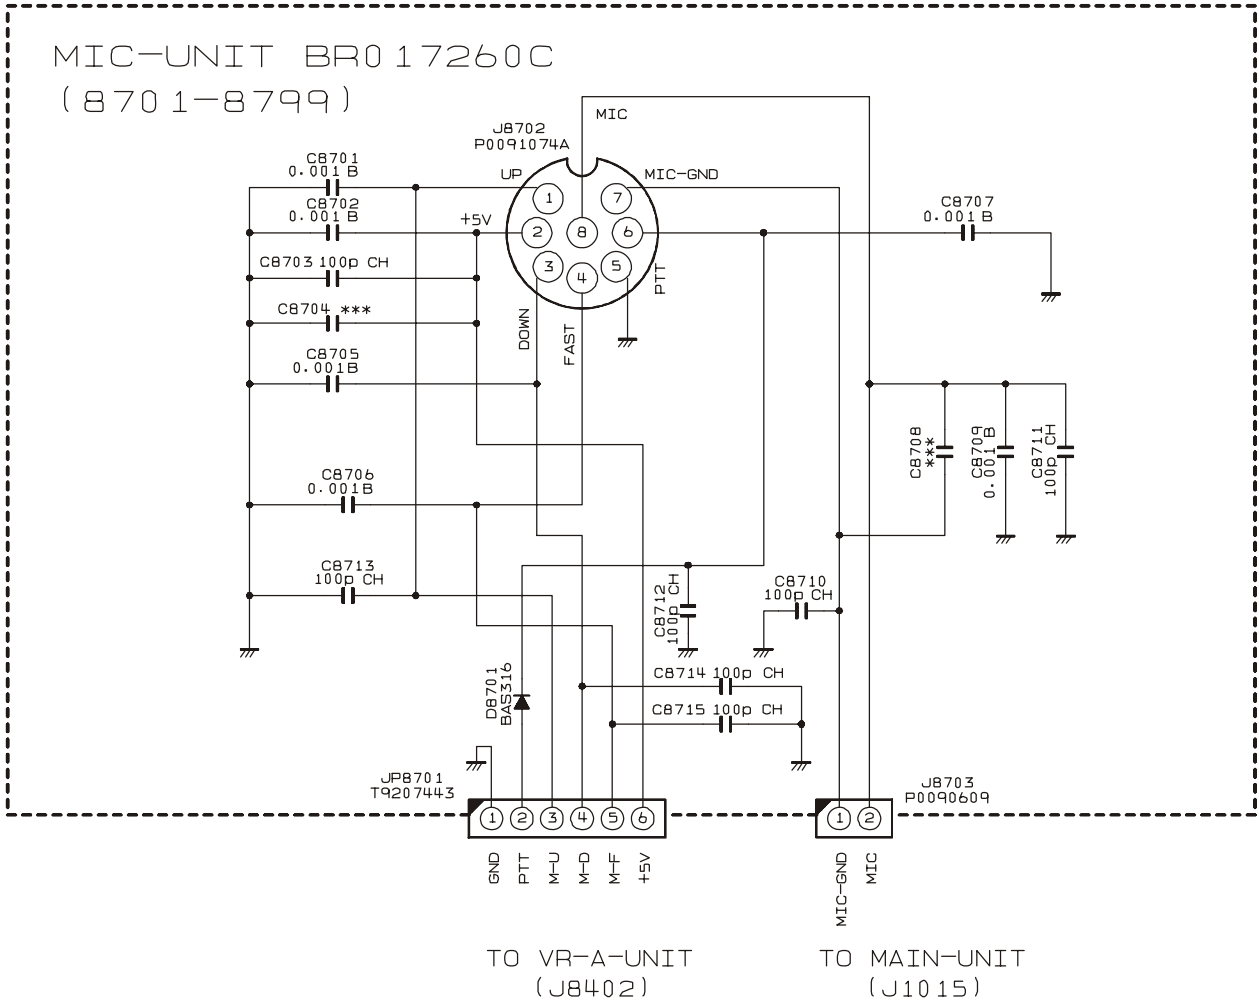 MIC-UNIT BR017260C
(8701-8799)
MIC
J8702
P0091074A
C8701
0.001 B
UP
MIC-GND
1
7
C8702
0.001 B
+5V
2
8
6
C8707
0.001 B
C8703 100p CH
3
4
5
PTT
C8704 ***
DOWN
FAST
C8705
0.001B
C8708
***
C8709
0.001 B
C8711
100p CH
C8706
0.001B
C8713
100p CH
C8712
100p CH
C8710
100p CH
D8701
BAS316
C8714 100p CH
C8715 100p CH
JP8701
T9207443
J8703
P0090609
1 2 3 4 5 6
1 2
GND
PTT
M-U
M-D
M-F
+5V
MIC-GND
MIC
TO VR-A-UNIT
(J8402)
TO MAIN-UNIT
(J1015)